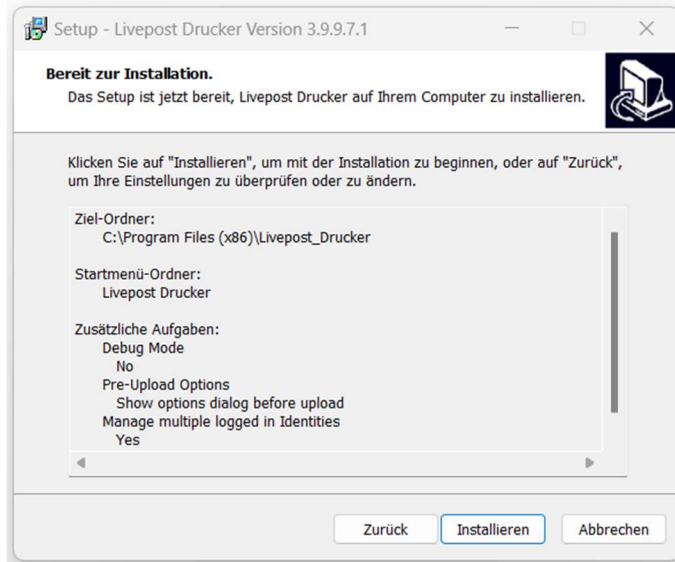 Setup - Livepost Drucker Version 3.9.9.7.1
Bereit zur Installation.
Das Setup ist jetzt bereit, Livepost Drucker auf Ihrem Computer zu installieren.
Klicken Sie auf "Installieren", um mit der Installation zu beginnen, oder auf "Zurück",
um Ihre Einstellungen zu überprüfen oder zu ändern.
Ziel-Ordner:
C:\Program Files (x86)\Livepost_Drucker
Startmenü-Ordner:
Livepost Drucker
Zusätzliche Aufgaben:
Debug Mode
No
Pre-Upload Options
Show options dialog before upload
Manage multiple logged in Identities
Yes
Zurück Installieren Abbrechen